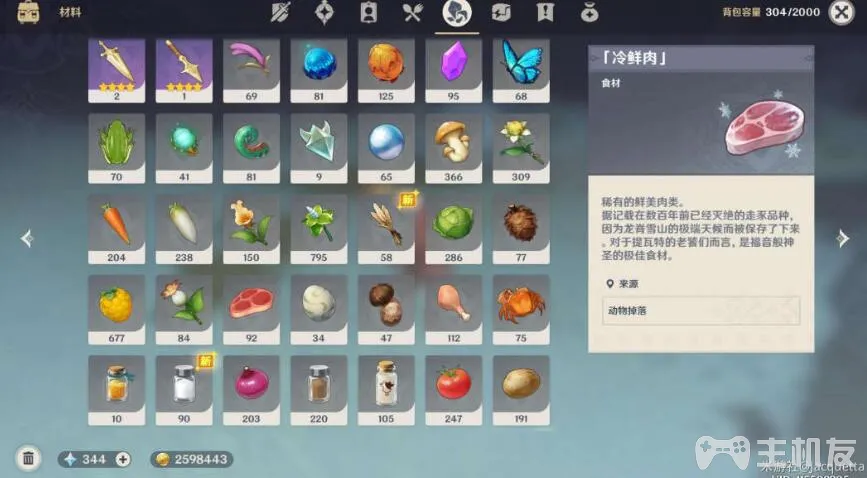 材料
背包容量 304/2000
2
1
69
81
125
95
68
70
41
81
9
65
366
309
204
238
150
795
新
58
286
77
677
84
92
34
47
112
75
10
新
90
203
220
105
247
191
「冷鲜肉」
食材
稀有的鲜美肉类。
据记载在数百年前已经灭绝的走豕品种，
因为龙脊雪山的极端天候而被保存了下来
。对于提瓦特的老饕们而言，是福音般神
圣的极佳食材。
来源
动物掉落
344
2598443
主机友
米游社@jacquetta